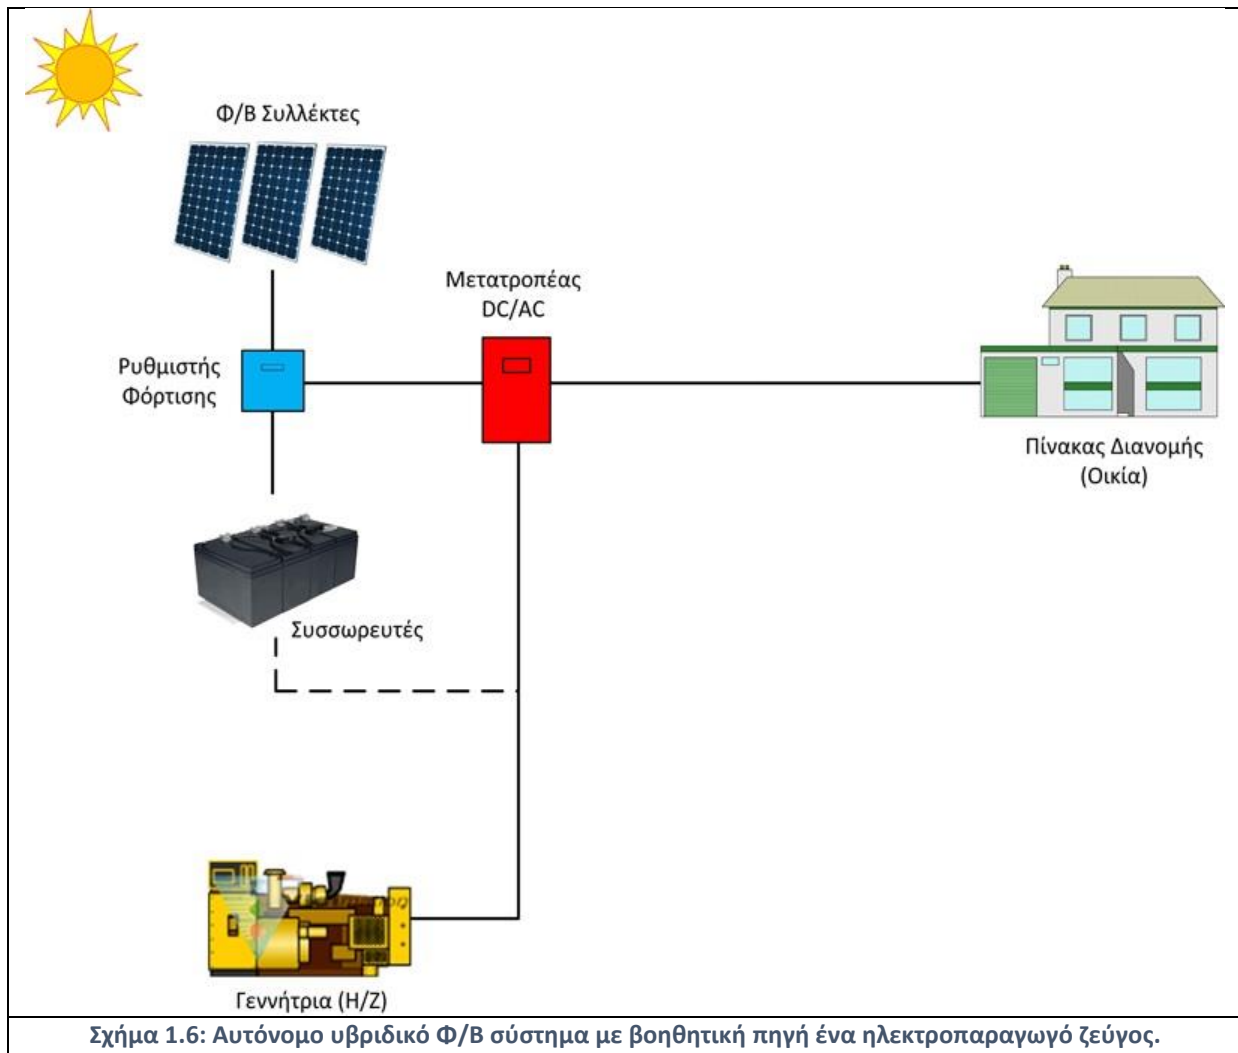 Φ/Β Συλλέκτες
Μετατροπέας
DC/AC
Ρυθμιστής
Φόρτισης
Πίνακας Διανομής
(Οικία)
Συσσωρευτές
Γεννήτρια (Η/Ζ)
Σχήμα 1.6: Αυτόνομο υβριδικό Φ/Β σύστημα με βοηθητική πηγή ένα ηλεκτροπαραγωγό ζεύγος.